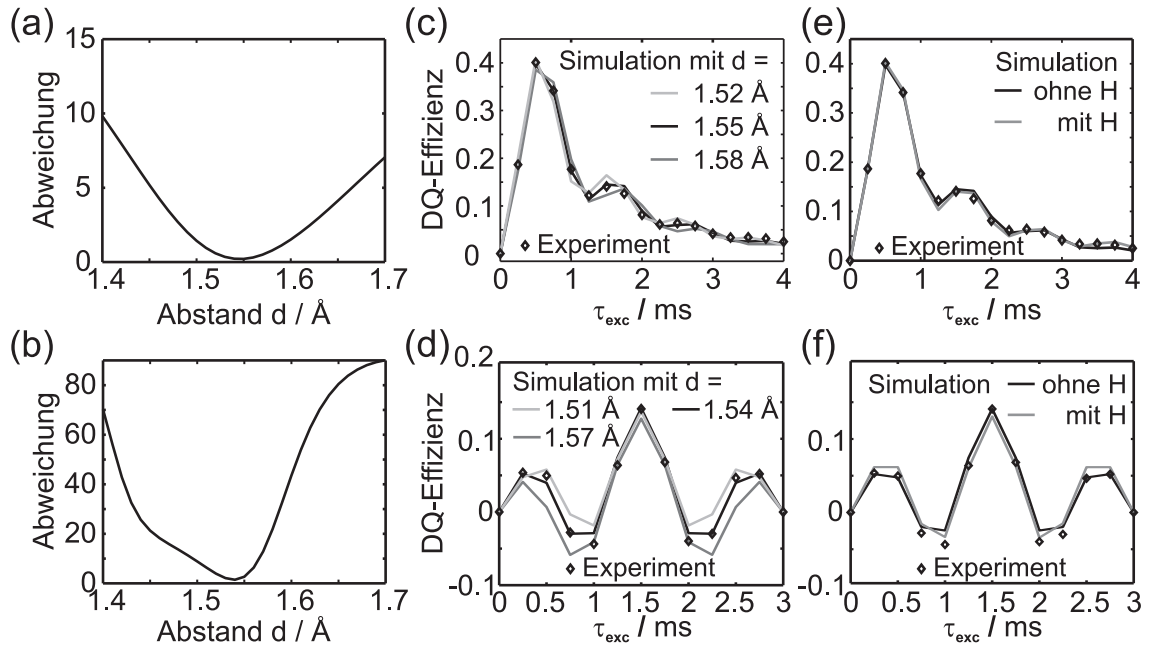 (a)
15
10
5
0
Abweichung
1.4 1.5 1.6 1.7
Abstand d / Å
(b)
80
60
40
20
0
Abweichung
1.4 1.5 1.6 1.7
Abstand d / Å
(c)
0.4
0.3
0.2
0.1
0
DQ-Effizienz
Simulation mit d =
1.52 Å
1.55 Å
1.58 Å
Experiment
0 1 2 3 4
τexc / ms
(d)
0.2
0.1
0
-0.1
DQ-Effizienz
Simulation mit d =
1.51 Å 1.54 Å
1.57 Å
Experiment
0 0.5 1 1.5 2 2.5 3
τexc / ms
(e)
0.4
0.3
0.2
0.1
0
Simulation
ohne H
mit H
Experiment
0 1 2 3 4
τexc / ms
(f)
0.1
0
-0.1
Simulation ohne H
mit H
Experiment
0 0.5 1 1.5 2 2.5 3
τexc / ms